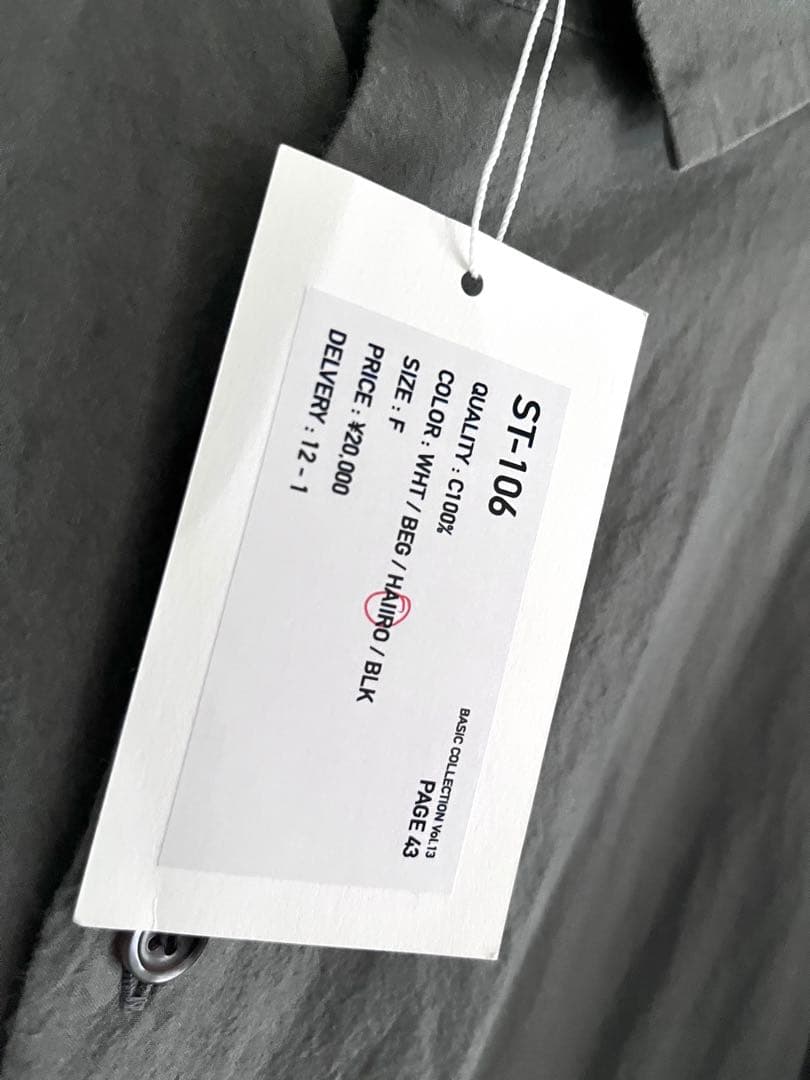 ST-106
QUALITY : C100%
COLOR : WHT / BEG / HAIIRO / BLK
SIZE : F
PRICE : ¥20,000
DELVERY : 12 - 1
BASIC COLLECTION Vol.13
PAGE 43